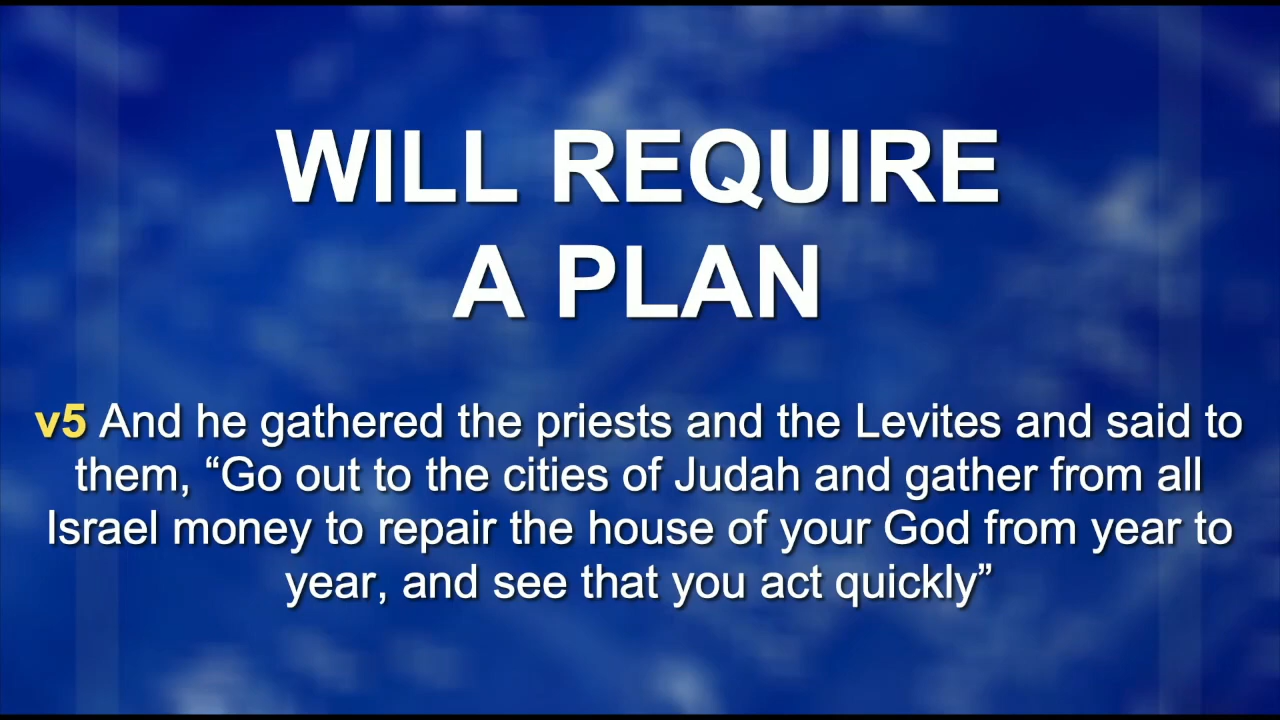 WILL REQUIRE
A PLAN
v5 And he gathered the priests and the Levites and said to
them, “Go out to the cities of Judah and gather from all
Israel money to repair the house of your God from year to
year, and see that you act quickly”